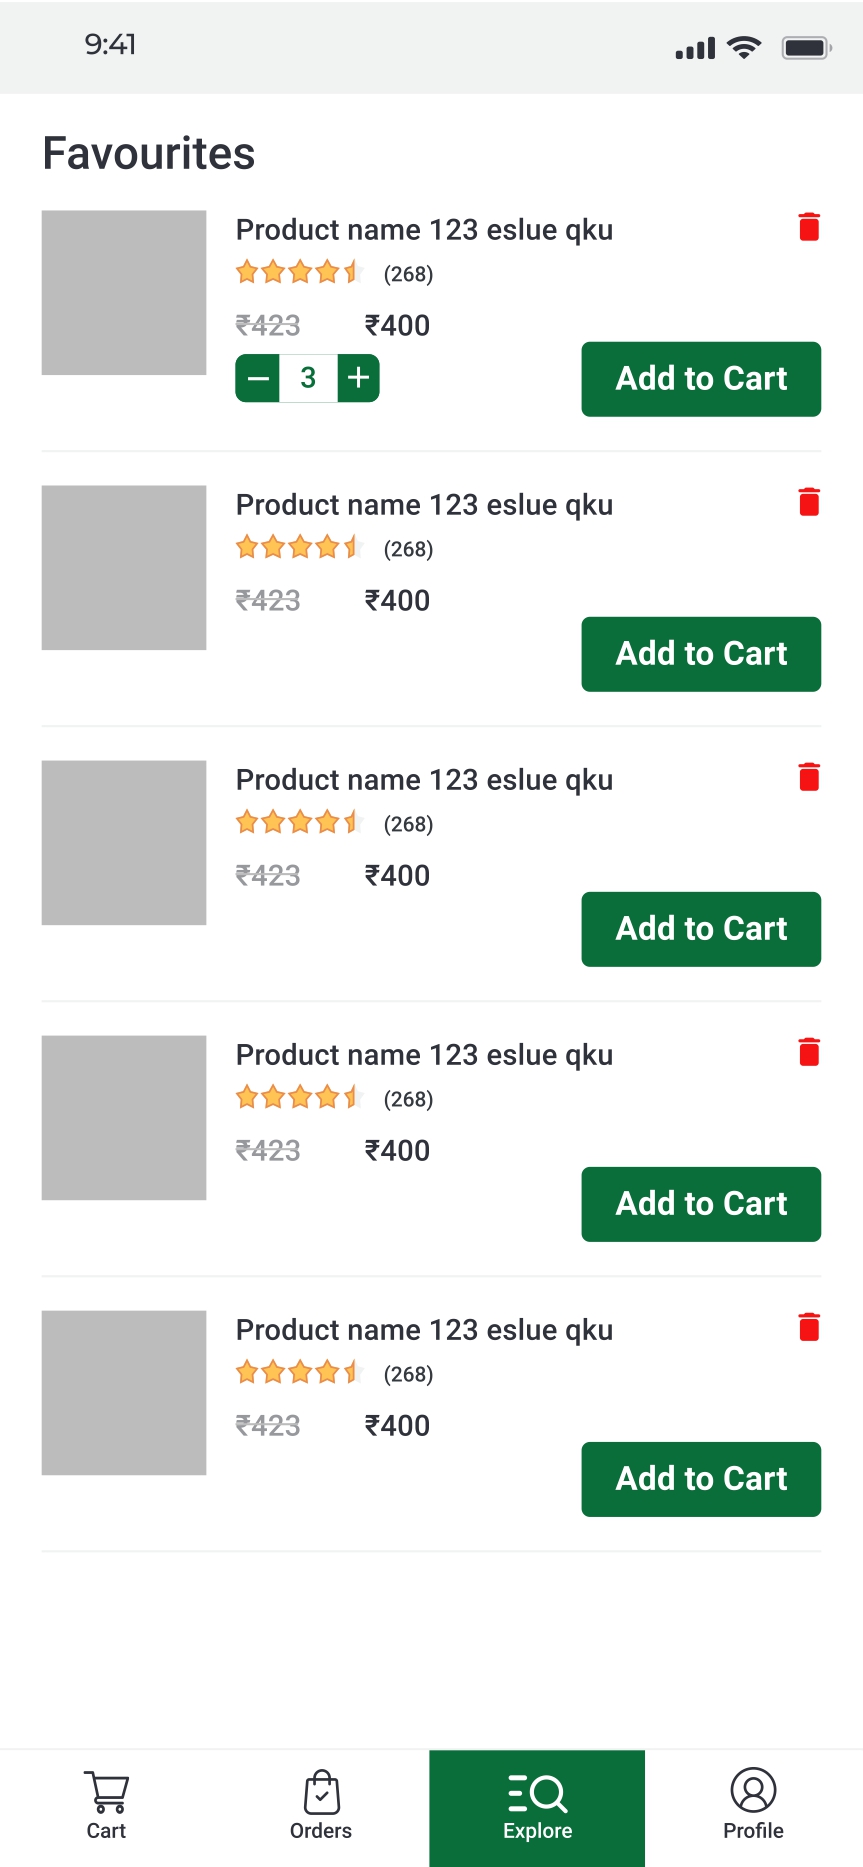 9:41
Favourites
Product name 123 eslue qku
(268)
₹423 ₹400
3
Add to Cart
Product name 123 eslue qku
(268)
₹423 ₹400
Add to Cart
Product name 123 eslue qku
(268)
₹423 ₹400
Add to Cart
Product name 123 eslue qku
(268)
₹423 ₹400
Add to Cart
Product name 123 eslue qku
(268)
₹423 ₹400
Add to Cart
Cart Orders Explore Profile